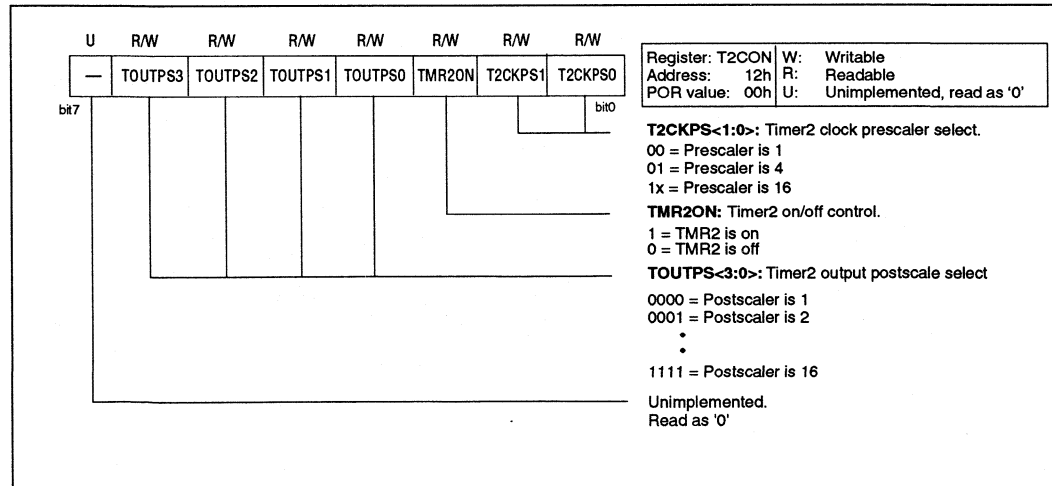 U R/W R/W R/W R/W R/W R/W R/W
— TOUTPS3 TOUTPS2 TOUTPS1 TOUTPS0 TMR2ON T2CKPS1 T2CKPS0
bit7 bit0
Register: T2CON W: Writable
Address: 12h R: Readable
POR value: 00h U: Unimplemented, read as '0'
T2CKPS<1:0>: Timer2 clock prescaler select.
00 = Prescaler is 1
01 = Prescaler is 4
1x = Prescaler is 16
TMR2ON: Timer2 on/off control.
1 = TMR2 is on
0 = TMR2 is off
TOUTPS<3:0>: Timer2 output postscale select
0000 = Postscaler is 1
0001 = Postscaler is 2
•
•
1111 = Postscaler is 16
Unimplemented.
Read as '0'